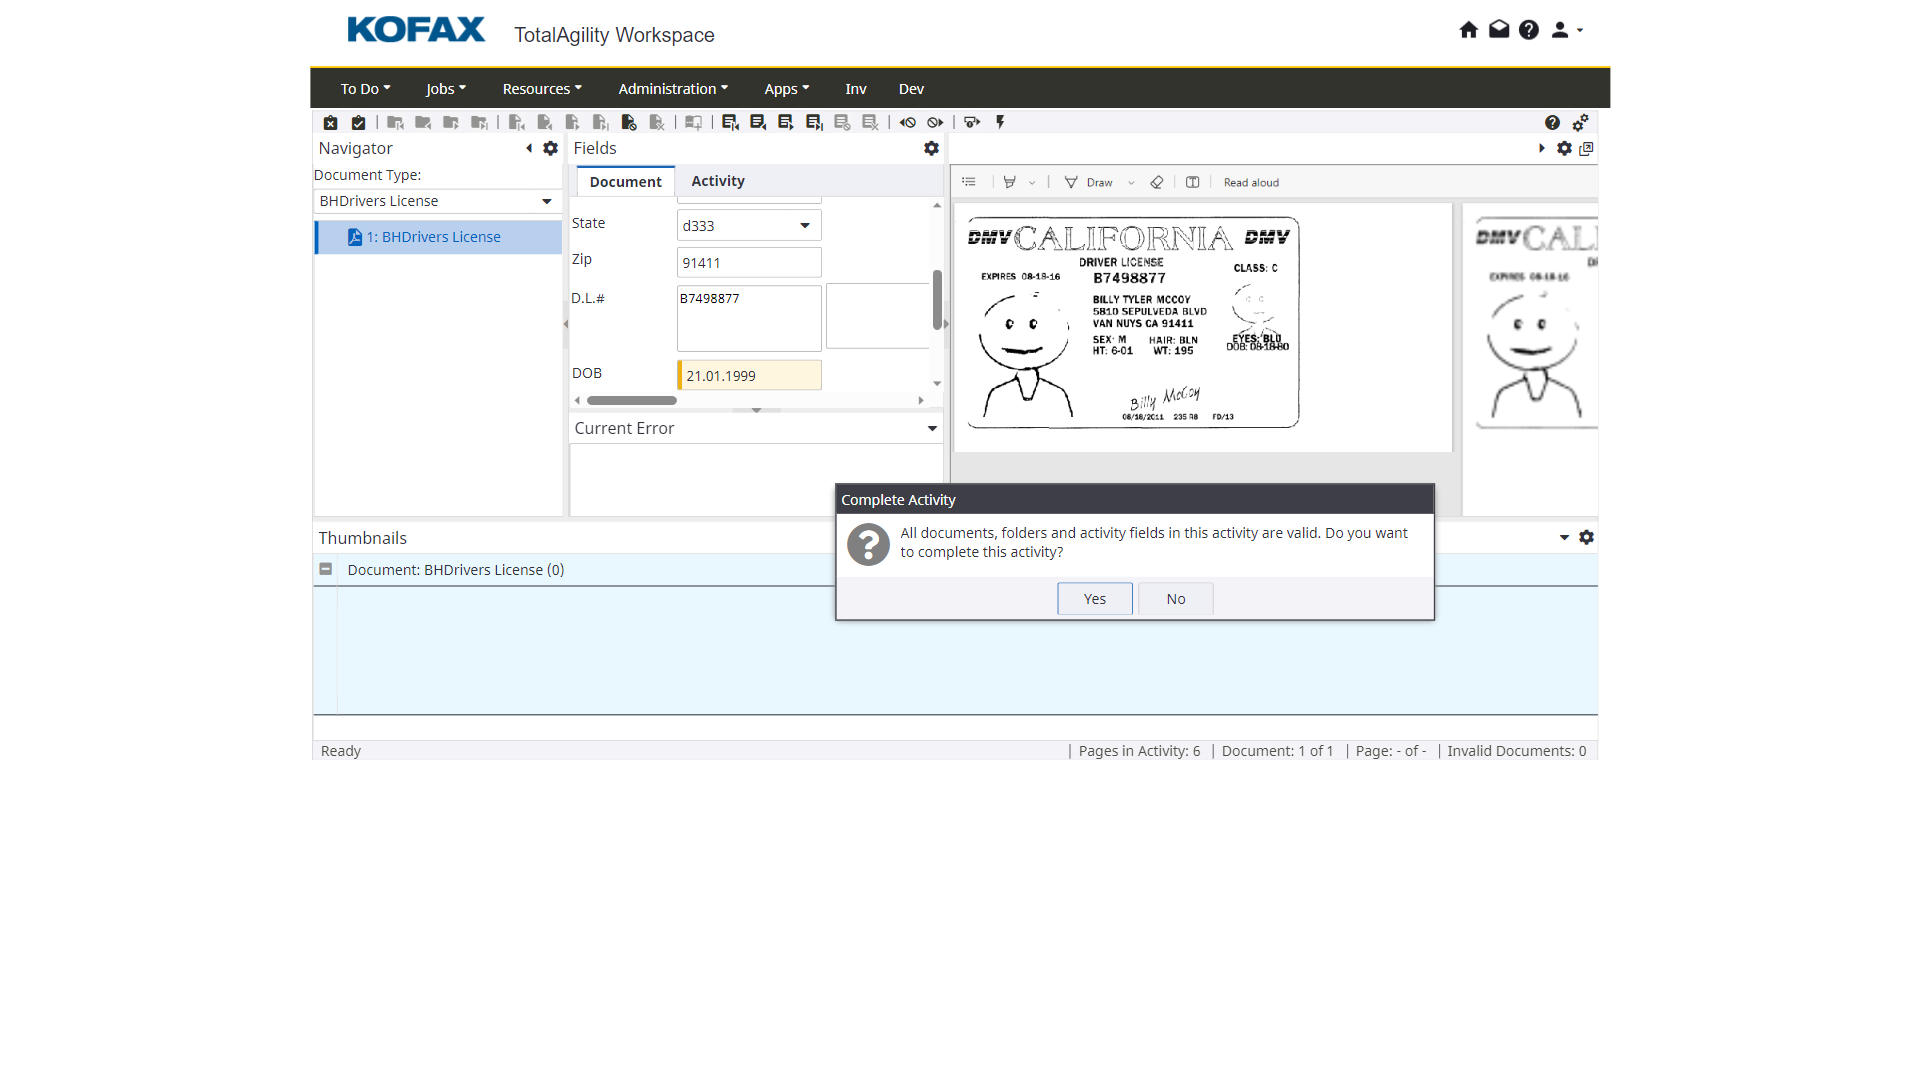 KOFAX TotalAgility Workspace
To Do Jobs Resources Administration Apps Inv Dev
Navigator
Document Type:
BHDrivers License
1: BHDrivers License
Fields
Document Activity
State d333
Zip 91411
D.L.# B7498877
DOB 21.01.1999
Current Error
Draw Read aloud
DMV CALIFORNIA DMV
DRIVER LICENSE
EXPIRES 08-18-16 B7498877 CLASS: C
BILLY TYLER MCCOY
5810 SEPULVEDA BLVD
VAN NUYS CA 91411
SEX: M HAIR: BLN EYES: BLU
HT: 6-01 WT: 195 DOB: 08-18-80
Billy McCoy
08/18/2011 235 R8 FD/13
DMV CALI
EXPIRES 08-18-16
Complete Activity
All documents, folders and activity fields in this activity are valid. Do you want
to complete this activity?
Yes No
Thumbnails
Document: BHDrivers License (0)
Ready | Pages in Activity: 6 | Document: 1 of 1 | Page: - of - | Invalid Documents: 0